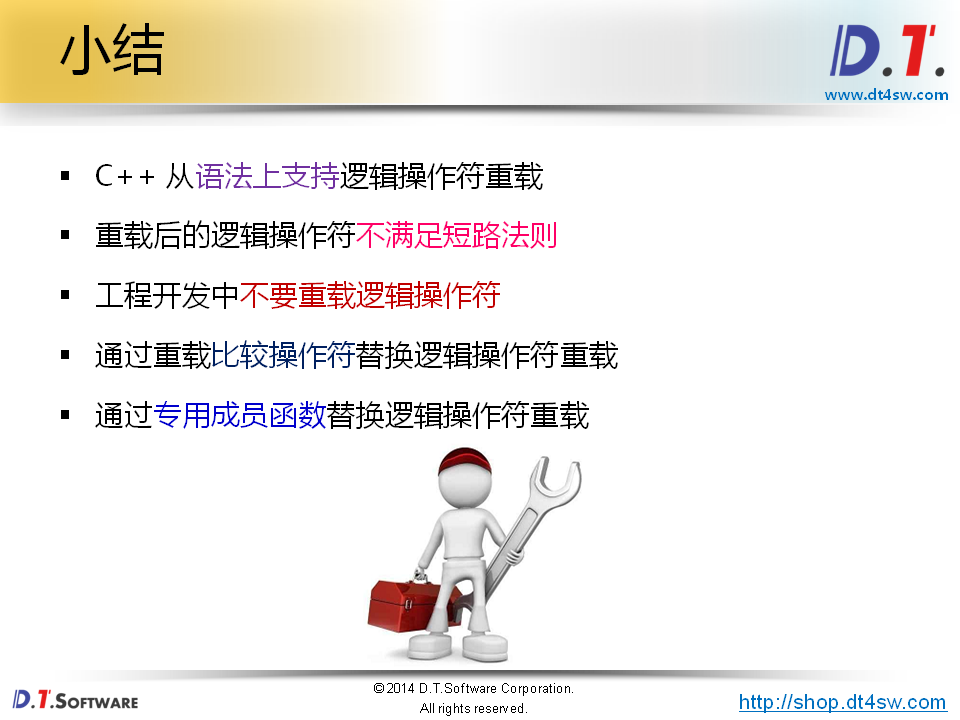 小结
D.T.
www.dt4sw.com
▪ C++ 从语法上支持逻辑操作符重载
▪ 重载后的逻辑操作符不满足短路法则
▪ 工程开发中不要重载逻辑操作符
▪ 通过重载比较操作符替换逻辑操作符重载
▪ 通过专用成员函数替换逻辑操作符重载
D.T.SOFTWARE
©2014 D.T.Software Corporation.
All rights reserved.
http://shop.dt4sw.com